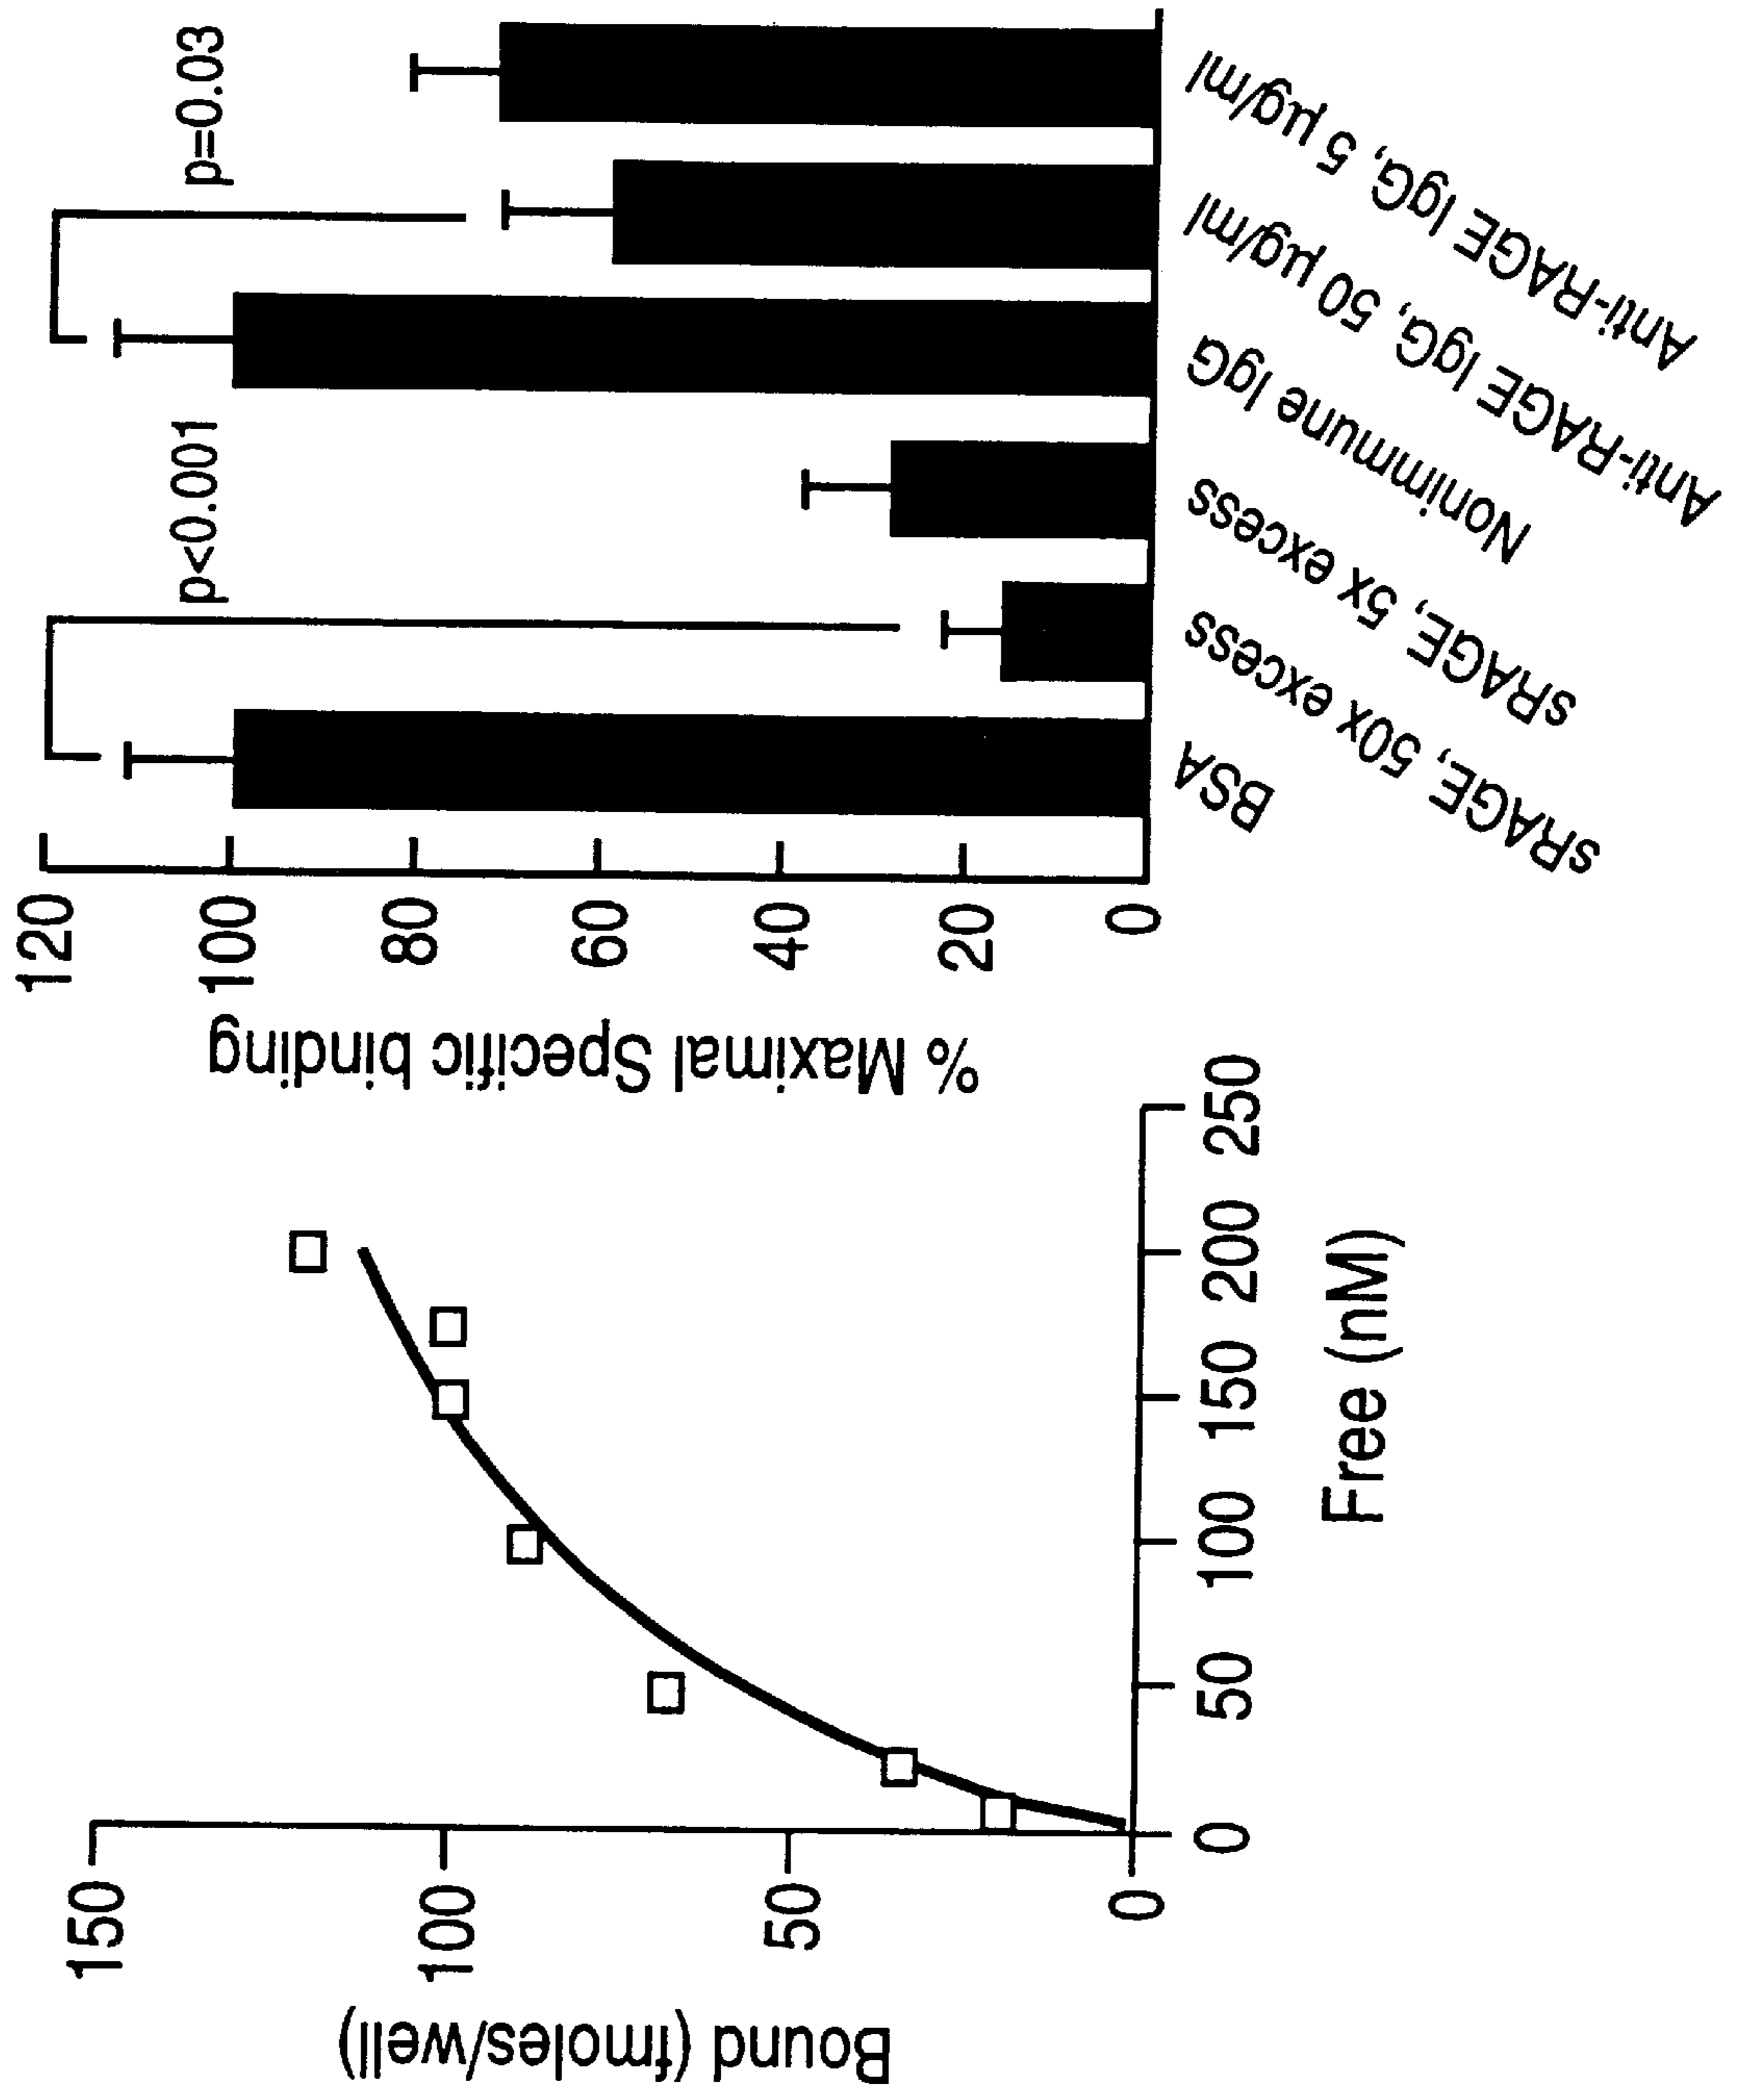 Bound (fmoles/well)
150
100
50
0
0
50
100
150
200
250
Free (nM)
% Maximal Specific binding
120
100
80
60
40
20
0
p<0.001
p=0.03
BSA
sRAGE, 50x excess
sRAGE, 5x excess
Nonimmune IgG
Anti-RAGE IgG, 50 µg/ml
Anti-RAGE IgG, 5 µg/ml